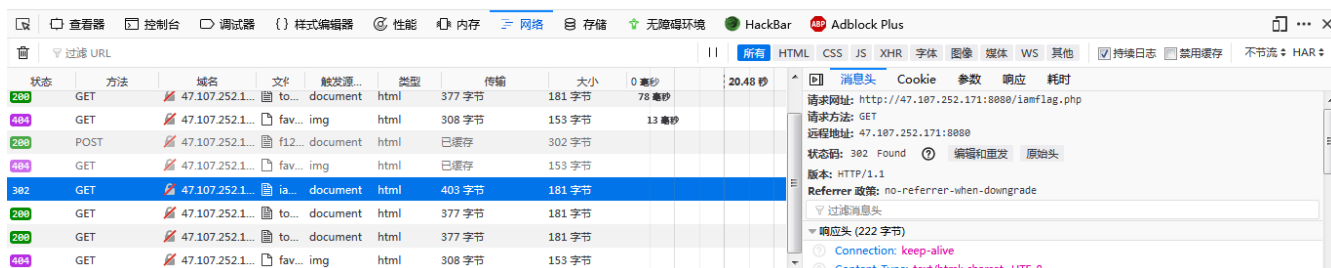 查看器 控制台 调试器 {} 样式编辑器 性能 内存 网络 存储 无障碍环境 HackBar ABP Adblock Plus
过滤 URL 所有 HTML CSS JS XHR 字体 图像 媒体 WS 其他 持续日志 禁用缓存 不节流 HAR
状态 方法 域名 文件 触发源... 类型 传输 大小 0 毫秒 20.48 秒
200 GET 47.107.252.1... to... document html 377 字节 181 字节 78 毫秒
404 GET 47.107.252.1... fav... img html 308 字节 153 字节 13 毫秒
200 POST 47.107.252.1... f12... document html 已缓存 302 字节
404 GET 47.107.252.1... fav... img html 已缓存 153 字节
302 GET 47.107.252.1... ia... document html 403 字节 181 字节
200 GET 47.107.252.1... to... document html 377 字节 181 字节
200 GET 47.107.252.1... to... document html 377 字节 181 字节
404 GET 47.107.252.1... fav... img html 308 字节 153 字节
消息头 Cookie 参数 响应 耗时
请求网址: http://47.107.252.171:8080/iamflag.php
请求方法: GET
远程地址: 47.107.252.171:8080
状态码: 302 Found 编辑和重发 原始头
版本: HTTP/1.1
Referrer 政策: no-referrer-when-downgrade
过滤消息头
响应头 (222 字节)
Connection: keep-alive
Content-Type: text/html; charset=UTF-8